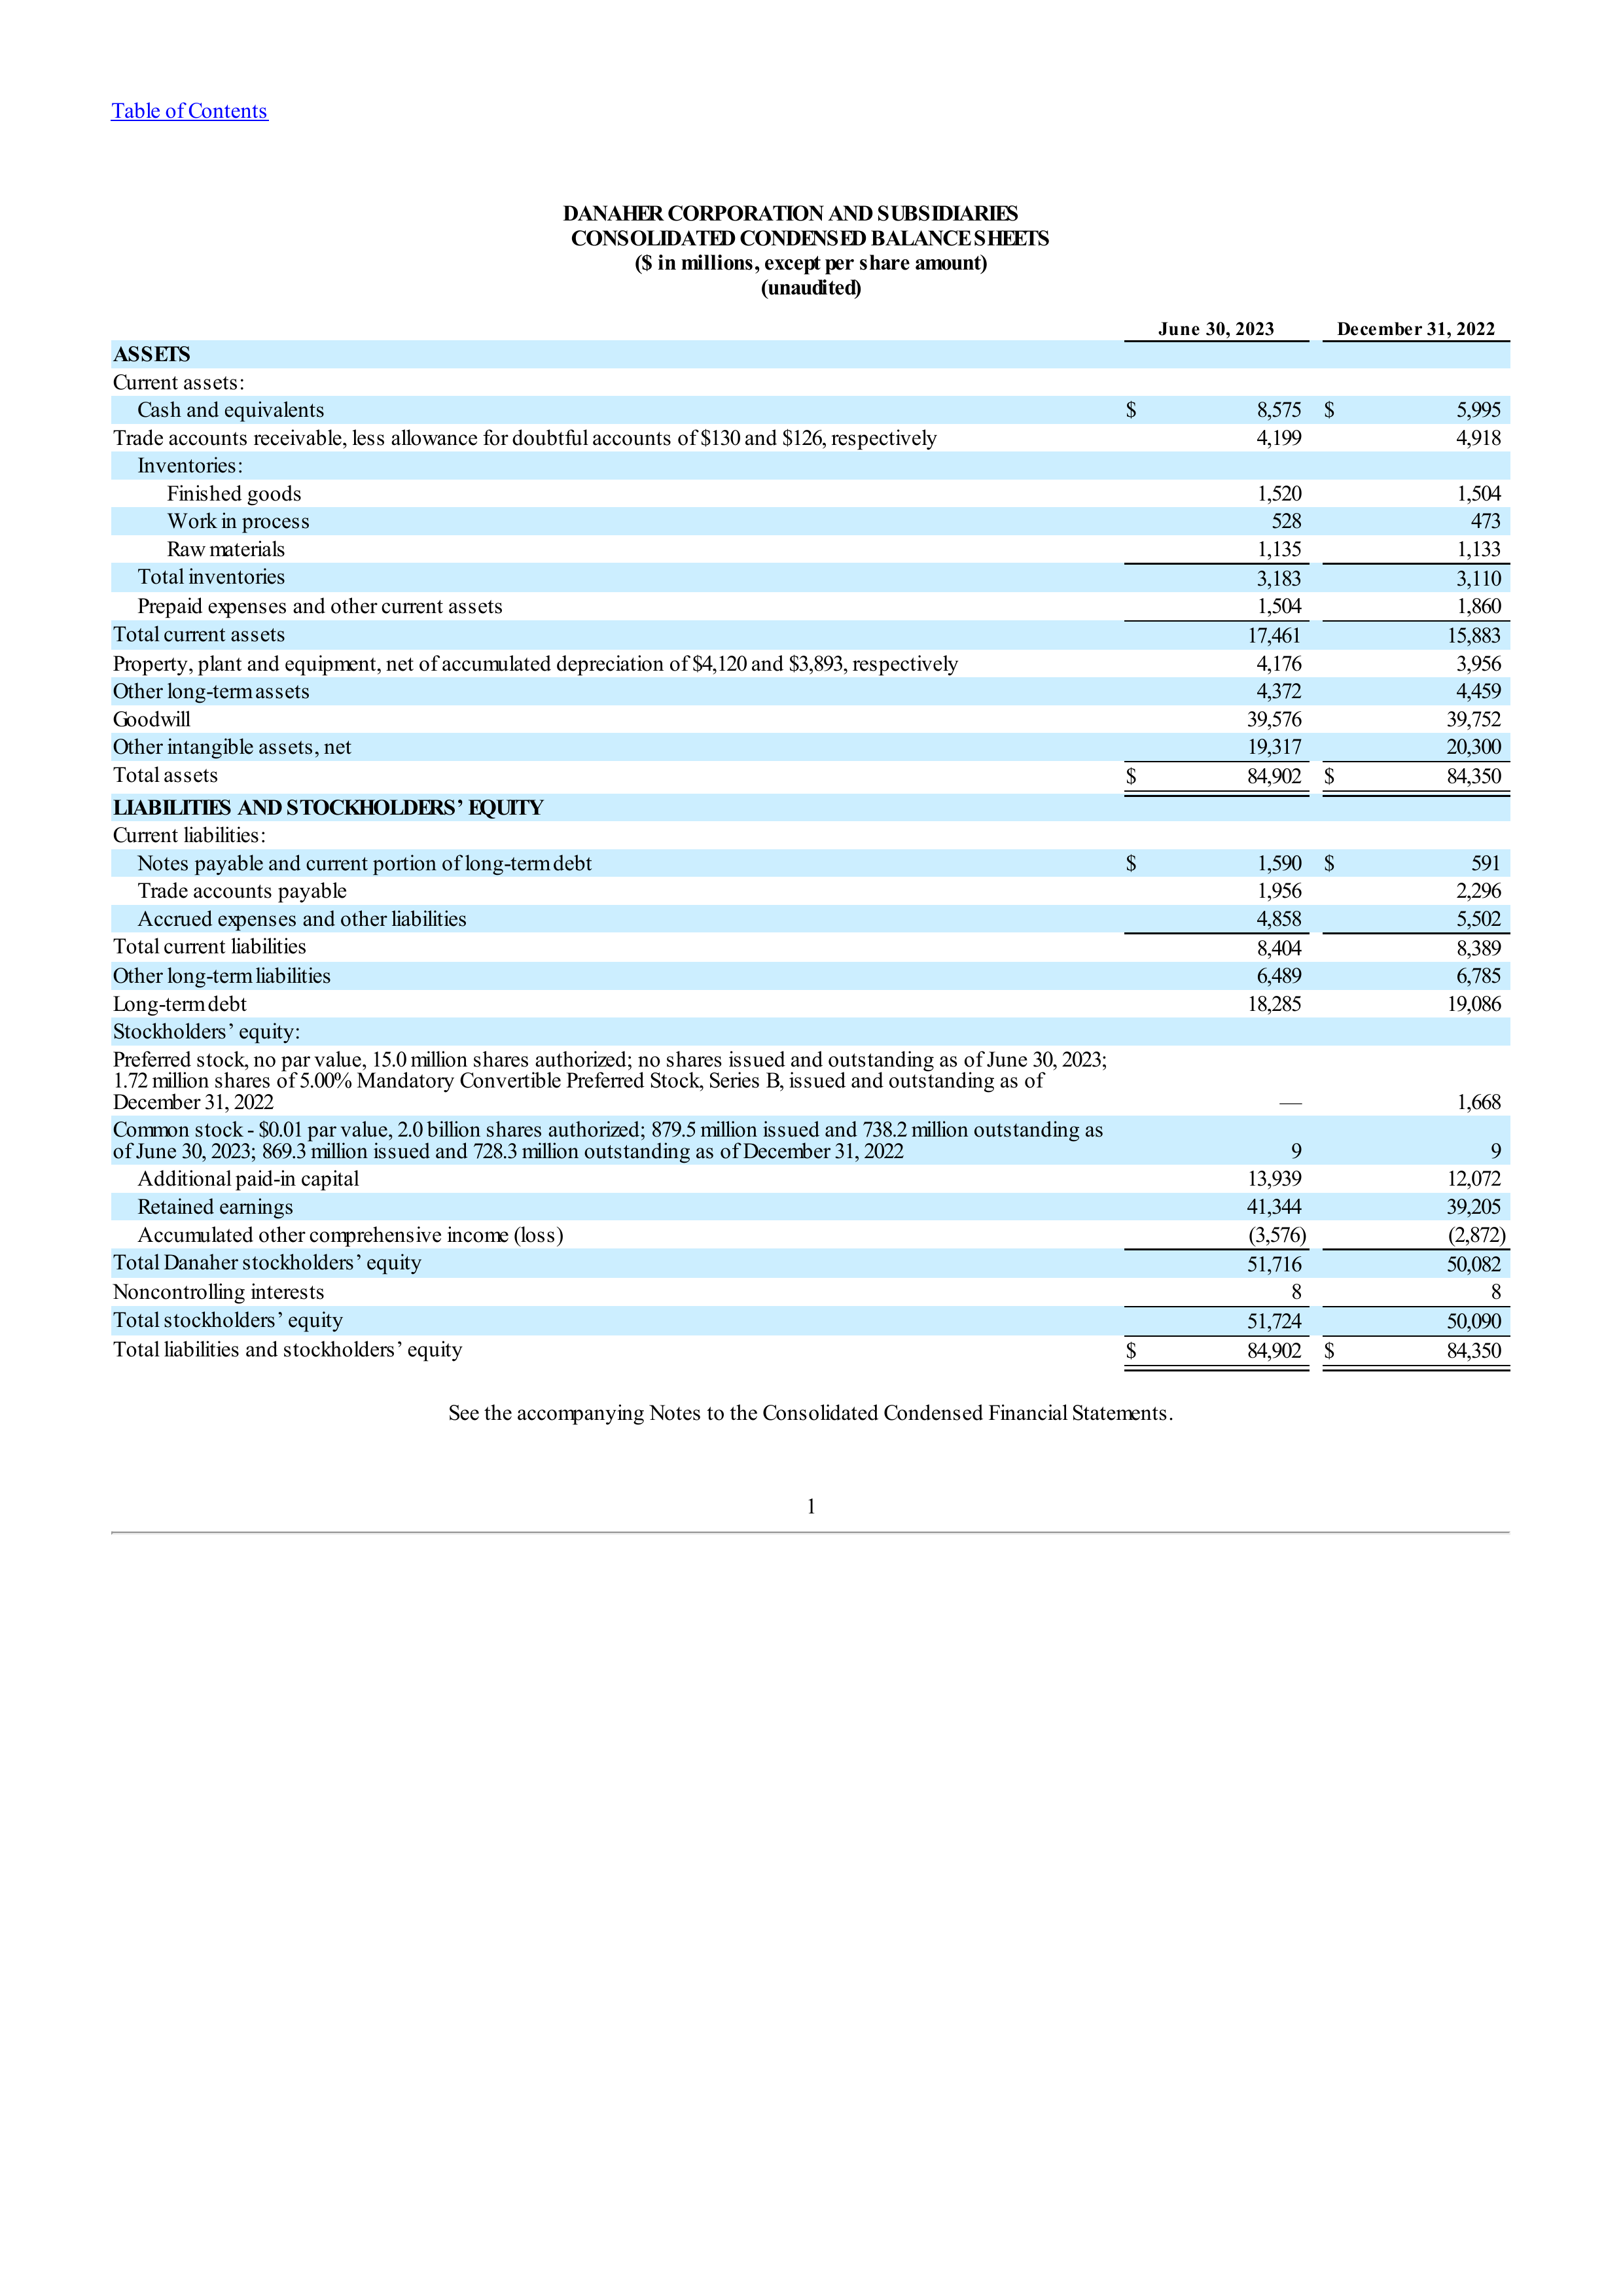 Table of Contents
DANAHER CORPORATION AND SUBSIDIARIES
CONSOLIDATED CONDENSED BALANCE SHEETS
($ in millions, except per share amount)
(unaudited)
June 30, 2023 December 31, 2022
ASSETS
Current assets:
Cash and equivalents $ 8,575 $ 5,995
Trade accounts receivable, less allowance for doubtful accounts of $130 and $126, respectively 4,199 4,918
Inventories:
Finished goods 1,520 1,504
Work in process 528 473
Raw materials 1,135 1,133
Total inventories 3,183 3,110
Prepaid expenses and other current assets 1,504 1,860
Total current assets 17,461 15,883
Property, plant and equipment, net of accumulated depreciation of $4,120 and $3,893, respectively 4,176 3,956
Other long-term assets 4,372 4,459
Goodwill 39,576 39,752
Other intangible assets, net 19,317 20,300
Total assets $ 84,902 $ 84,350
LIABILITIES AND STOCKHOLDERS’ EQUITY
Current liabilities:
Notes payable and current portion of long-term debt $ 1,590 $ 591
Trade accounts payable 1,956 2,296
Accrued expenses and other liabilities 4,858 5,502
Total current liabilities 8,404 8,389
Other long-term liabilities 6,489 6,785
Long-term debt 18,285 19,086
Stockholders’ equity:
Preferred stock, no par value, 15.0 million shares authorized; no shares issued and outstanding as of June 30, 2023;
1.72 million shares of 5.00% Mandatory Convertible Preferred Stock, Series B, issued and outstanding as of
December 31, 2022 — 1,668
Common stock - $0.01 par value, 2.0 billion shares authorized; 879.5 million issued and 738.2 million outstanding as
of June 30, 2023; 869.3 million issued and 728.3 million outstanding as of December 31, 2022 9 9
Additional paid-in capital 13,939 12,072
Retained earnings 41,344 39,205
Accumulated other comprehensive income (loss) (3,576) (2,872)
Total Danaher stockholders’ equity 51,716 50,082
Noncontrolling interests 8 8
Total stockholders’ equity 51,724 50,090
Total liabilities and stockholders’ equity $ 84,902 $ 84,350
See the accompanying Notes to the Consolidated Condensed Financial Statements.
1